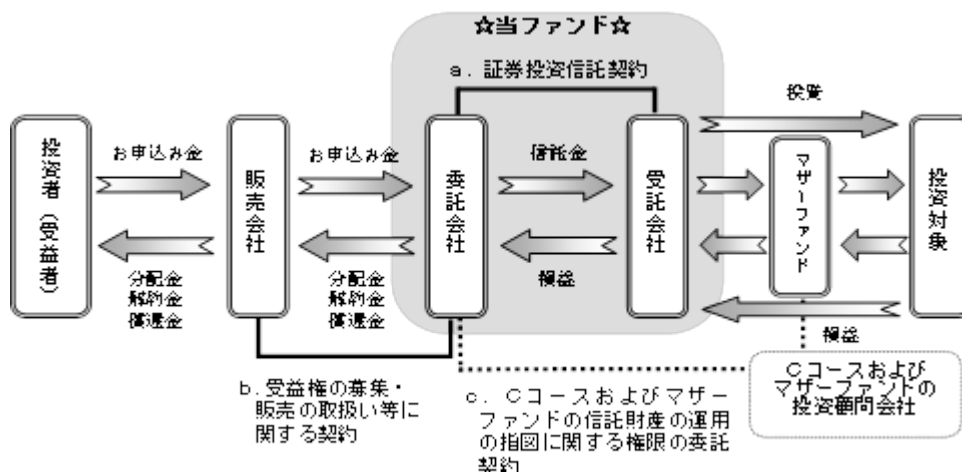 ☆当ファンド☆
a．証券投資信託契約
投資
投資者（受益者）
お申込み金
販売会社
お申込み金
委託会社
信託金
受託会社
マザーファンド
投資対象
分配金
解約金
償還金
分配金
解約金
償還金
損益
損益
b．受益権の募集・
販売の取扱い等に
関する契約
c．Cコースおよびマザー
ファンドの信託財産の運用
の指図に関する権限の委託
契約
Cコースおよび
マザーファンドの
投資顧問会社